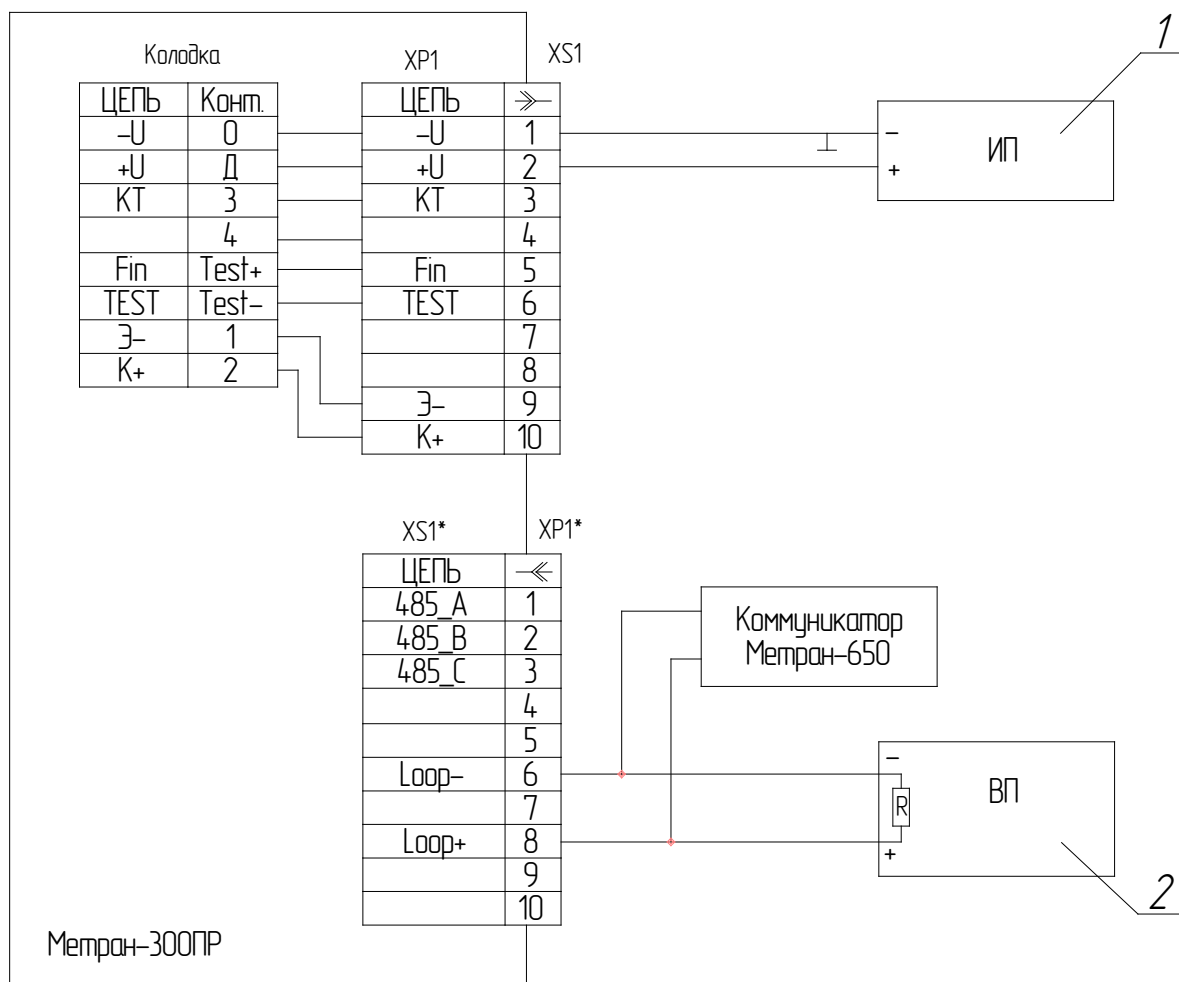 1
Колодка
XP1
XS1
ЦЕПЬ Конт.
ЦЕПЬ
-U 0
-U 1
-
ИП
+U Д
+U 2
+
КТ 3
КТ 3
4
4
Fin Test+
Fin 5
TEST Test-
TEST 6
Э- 1
7
К+ 2
8
Э- 9
К+ 10
XS1*
XP1*
ЦЕПЬ
485_A 1
485_B 2
485_C 3
4
5
Loop- 6
7
Loop+ 8
9
10
Коммуникатор
Метран-650
-
R
ВП
+
2
Метран-300ПР